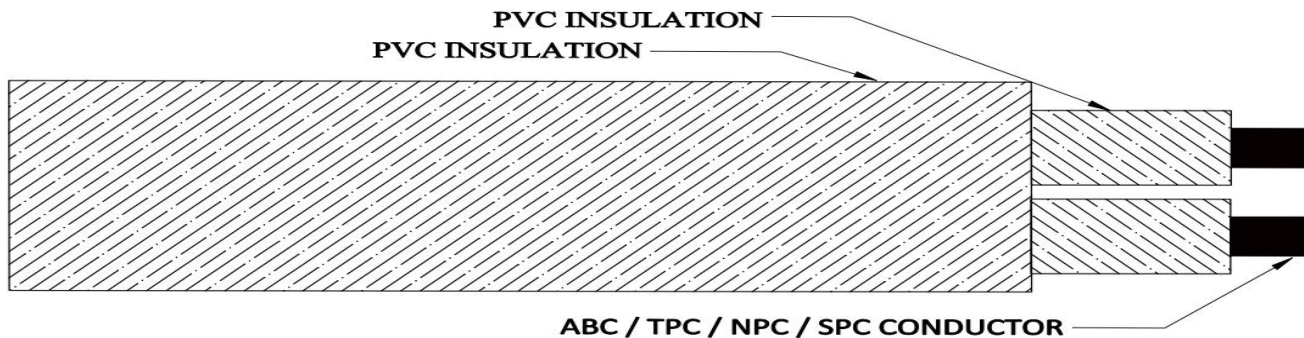 PVC INSULATION
PVC INSULATION
ABC / TPC / NPC / SPC CONDUCTOR